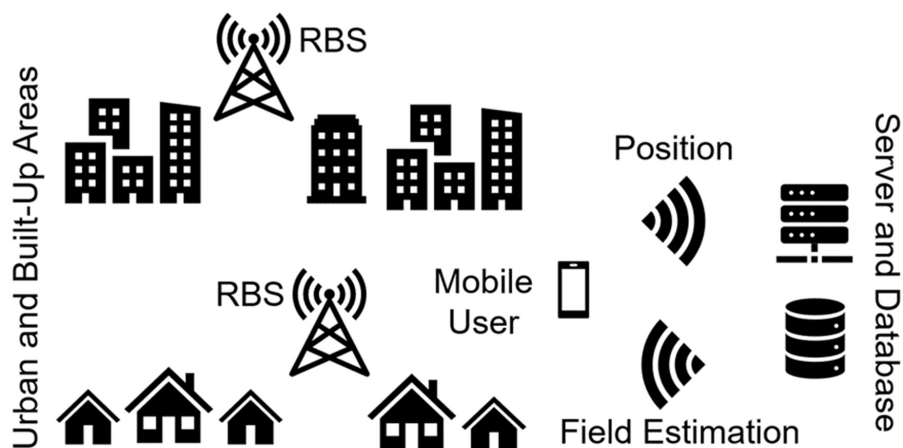 RBS
Urban and Built-Up Areas
Position
Server and Database
RBS
Mobile
User
Field Estimation